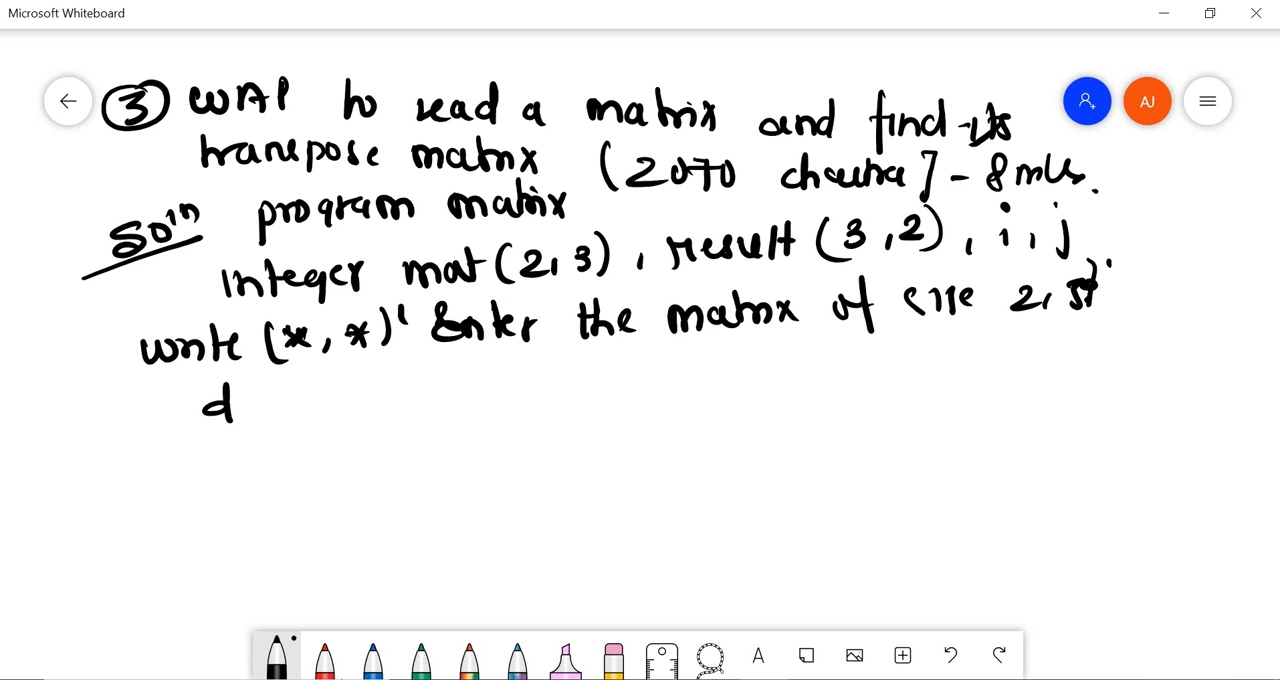 Microsoft Whiteboard
AJ
③ WAP to read a matrix and find its
transpose matrix (2070 chaitra] - 8 mks.
Soln program matrix
integer mat(2,3), result(3,2), i, j
write (*,*)' Enter the matrix of size 2,3'
d
A